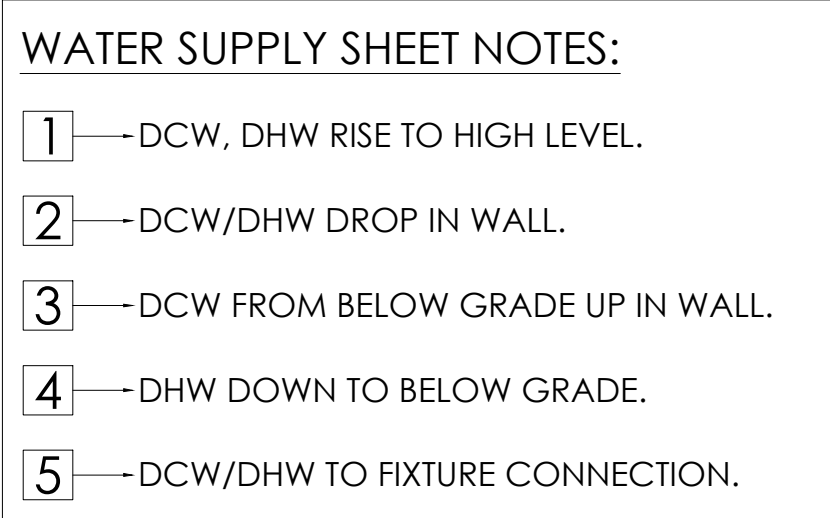 WATER SUPPLY SHEET NOTES:
1 DCW, DHW RISE TO HIGH LEVEL.
2 DCW/DHW DROP IN WALL.
3 DCW FROM BELOW GRADE UP IN WALL.
4 DHW DOWN TO BELOW GRADE.
5 DCW/DHW TO FIXTURE CONNECTION.